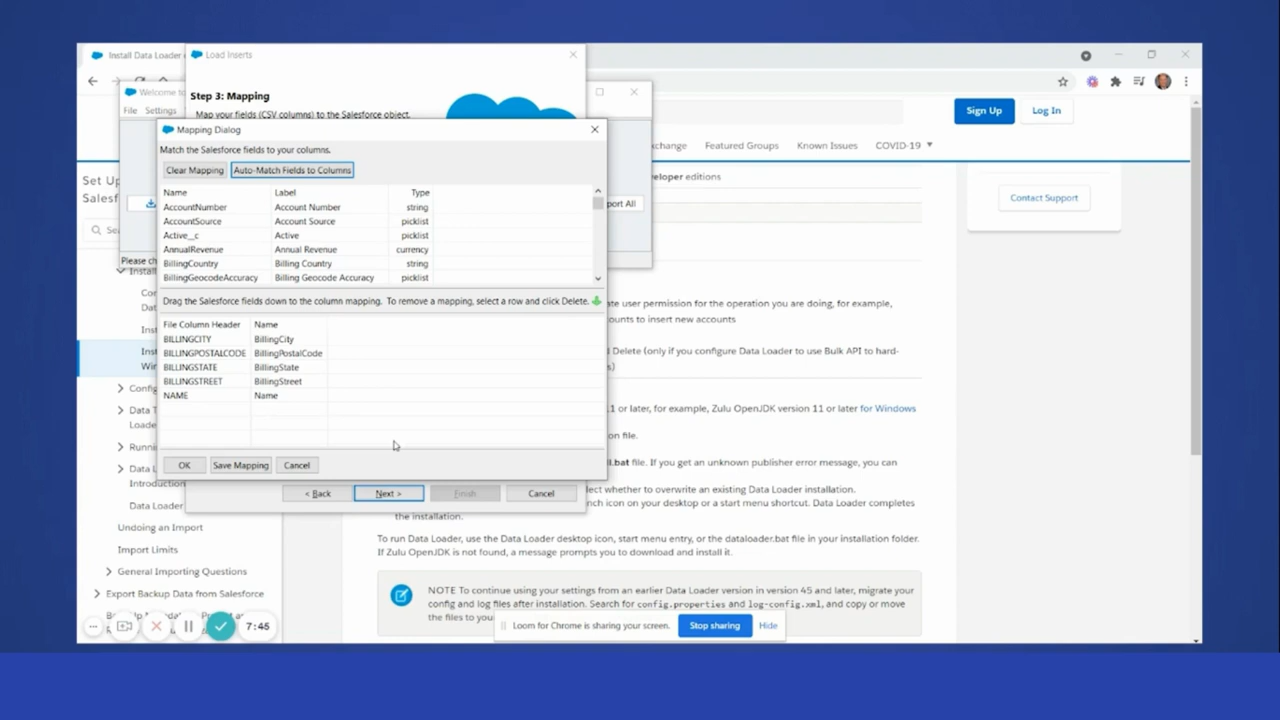 Install Data Loader
Load Inserts
Step 3: Mapping
Map your fields (CSV columns) to the Salesforce object.
Welcome to
File Settings
Sign Up
Log In
Featured Groups
Known Issues
COVID-19
Mapping Dialog
Match the Salesforce fields to your columns.
Clear Mapping
Auto-Match Fields to Columns
Name Label Type
AccountNumber Account Number string
AccountSource Account Source picklist
Active__c Active picklist
AnnualRevenue Annual Revenue currency
BillingCountry Billing Country string
BillingGeocodeAccuracy Billing Geocode Accuracy picklist
Drag the Salesforce fields down to the column mapping. To remove a mapping, select a row and click Delete.
File Column Header Name
BILLINGCITY BillingCity
BILLINGPOSTALCODE BillingPostalCode
BILLINGSTATE BillingState
BILLINGSTREET BillingStreet
NAME Name
OK
Save Mapping
Cancel
< Back
Next >
Finish
Cancel
Set Up
Contact Support
editions
port All
user permission for the operation you are doing, for example,
counts to insert new accounts
Delete (only if you configure Data Loader to use Bulk API to hard-
11 or later, for example, Zulu OpenJDK version 11 or later for Windows
on file.
.bat file. If you get an unknown publisher error message, you can
whether to overwrite an existing Data Loader installation.
icon on your desktop or a start menu shortcut. Data Loader completes
the installation.
To run Data Loader, use the Data Loader desktop icon, start menu entry, or the dataloader.bat file in your installation folder.
If Zulu OpenJDK is not found, a message prompts you to download and install it.
NOTE To continue using your settings from an earlier Data Loader version in version 45 and later, migrate your
config and log files after installation. Search for config.properties and log-config.xml, and copy or move
the files to you
Data Loader
Undoing an Import
Import Limits
General Importing Questions
Export Backup Data from Salesforce
7:45
Loom for Chrome is sharing your screen.
Stop sharing
Hide